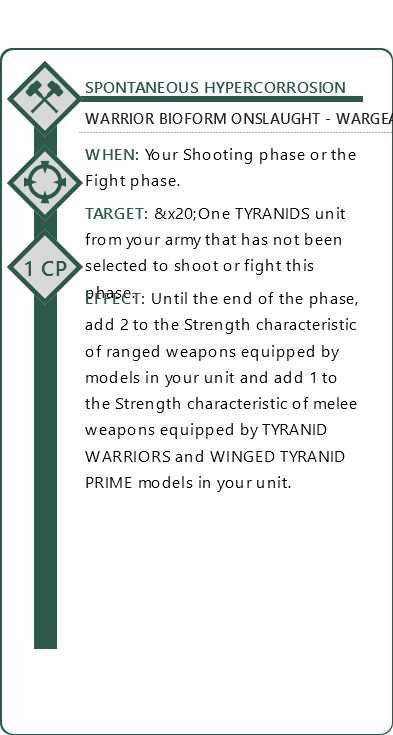 SPONTANEOUS HYPERCORROSION
WARRIOR BIOFORM ONSLAUGHT - WARGEA
WHEN: Your Shooting phase or the
Fight phase.
TARGET: &x20;One TYRANIDS unit
from your army that has not been
selected to shoot or fight this
phase.
1 CP
EFFECT: Until the end of the phase,
add 2 to the Strength characteristic
of ranged weapons equipped by
models in your unit and add 1 to
the Strength characteristic of melee
weapons equipped by TYRANID
WARRIORS and WINGED TYRANID
PRIME models in your unit.